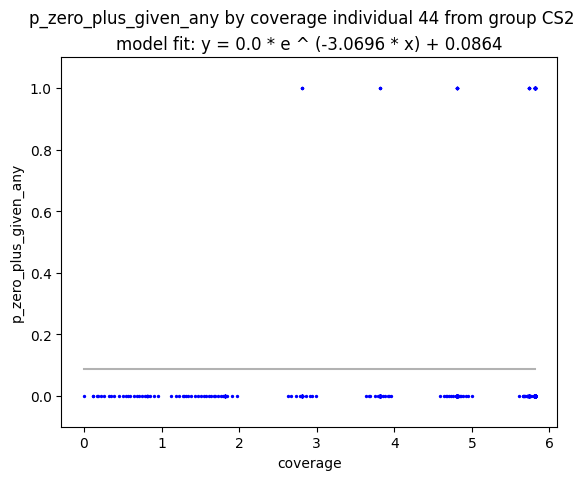 p_zero_plus_given_any by coverage individual 44 from group CS2
model fit: y = 0.0 * e ^ (-3.0696 * x) + 0.0864
p_zero_plus_given_any
1.0
0.8
0.6
0.4
0.2
0.0
0 1 2 3 4 5 6
coverage